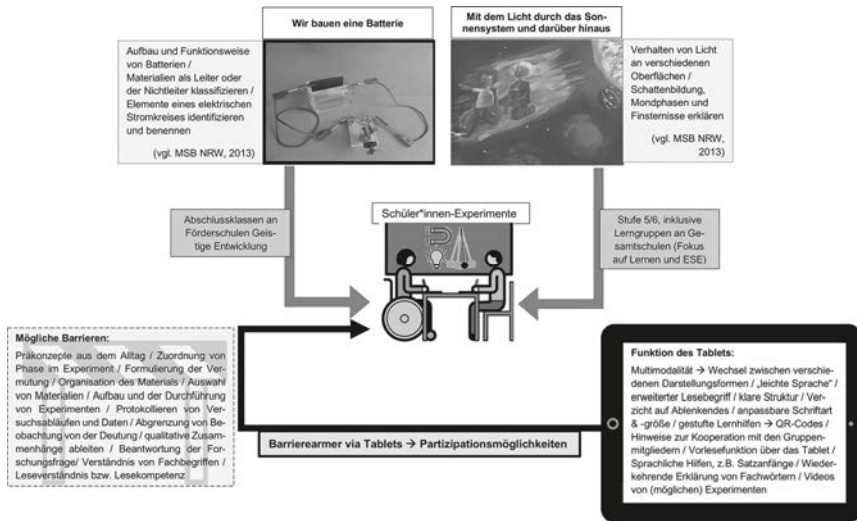 Wir bauen eine Batterie
Aufbau und Funktionsweise
von Batterien /
Materialien als Leiter oder
der Nichtleiter klassifizieren /
Elemente eines elektrischen
Stromkreises identifizieren
und benennen
(vgl. MSB NRW, 2013)
Mit dem Licht durch das Son-
nensystem und darüber hinaus
Verhalten von Licht
an verschiedenen
Oberflächen /
Schattenbildung,
Mondphasen und
Finsternisse erklären
(vgl. MSB NRW,
2013)
Abschlussklassen an
Förderschulen Geis-
tige Entwicklung
Schüler*innen-Experimente
Stufe 5/6, inklusive
Lerngruppen an Ge-
samtschulen (Fokus
auf Lernen und ESE)
Mögliche Barrieren:
Präkonzepte aus dem Alltag / Zuordnung von
Phase im Experiment / Formulierung der Ver-
mutung / Organisation des Materials / Auswahl
von Materialien / Aufbau und der Durchführung
von Experimenten / Protokollieren von Ver-
suchsabläufen und Daten / Abgrenzung von Be-
obachtung von der Deutung / qualitative Zusam-
menhänge ableiten / Beantwortung der For-
schungsfrage/ Verständnis von Fachbegriffen /
Leseverständnis bzw. Lesekompetenz
Barrierearmer via Tablets → Partizipationsmöglichkeiten
Funktion des Tablets:
Multimodalität → Wechsel zwischen verschie-
denen Darstellungsformen / „leichte Sprache" /
erweiterter Lesebegriff / klare Struktur / Ver-
zicht auf Ablenkendes / anpassbare Schriftart
& -größe / gestufte Lernhilfen → QR-Codes /
Hinweise zur Kooperation mit den Gruppen-
mitgliedern / Vorlesefunktion über das Tablet /
Sprachliche Hilfen, z.B. Satzanfänge / Wieder-
kehrende Erklärung von Fachwörtern / Videos
von (möglichen) Experimenten